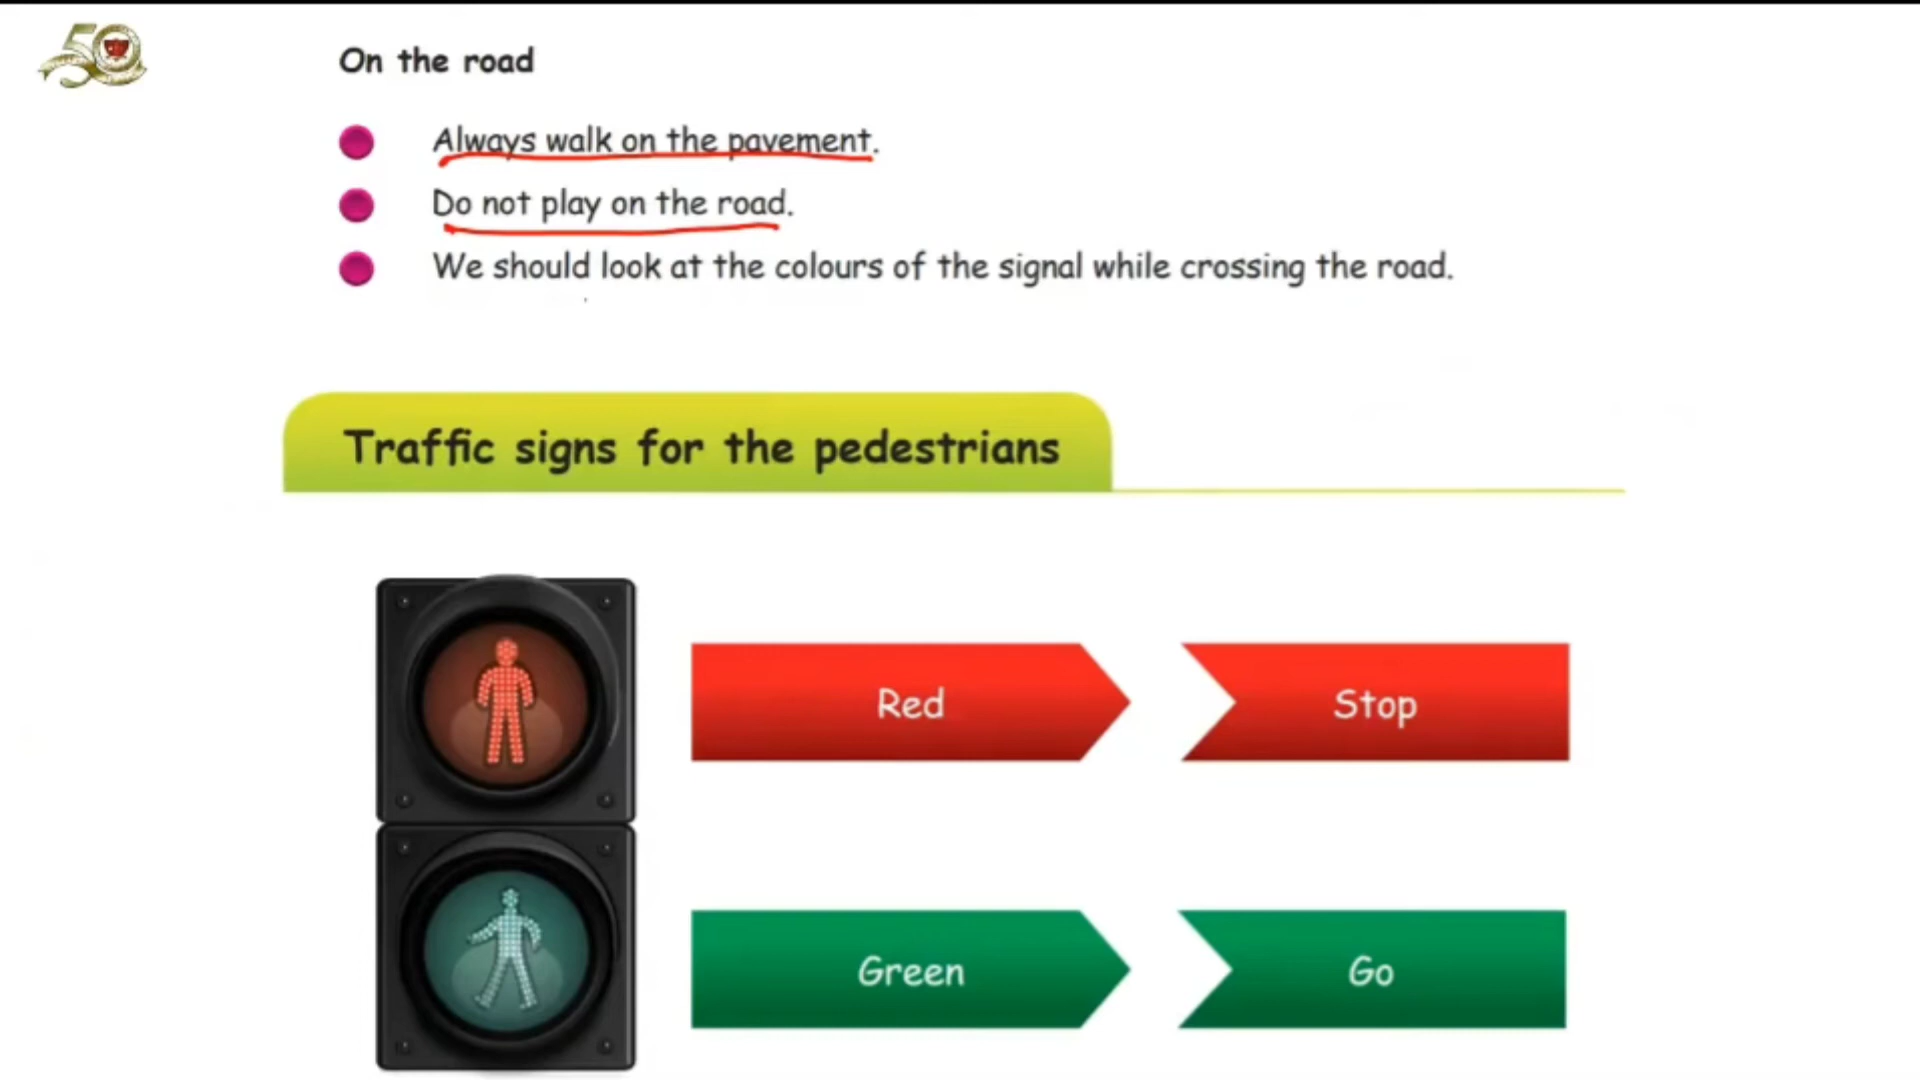 50
On the road
Always walk on the pavement.
Do not play on the road.
We should look at the colours of the signal while crossing the road.
Traffic signs for the pedestrians
Red
Stop
Green
Go